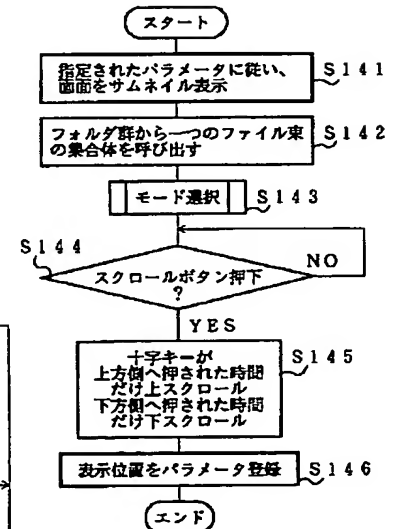 スタート
指定されたパラメータに従い、
画面をサムネイル表示
S141
フォルダ群から一つのファイル束
の集合体を呼び出す
S142
モード選択
S143
S144
スクロールボタン押下
?
NO
YES
十字キーが
上方側へ押された時間
だけ上スクロール
下方側へ押された時間
だけ下スクロール
S145
表示位置をパラメータ登録
S146
エンド